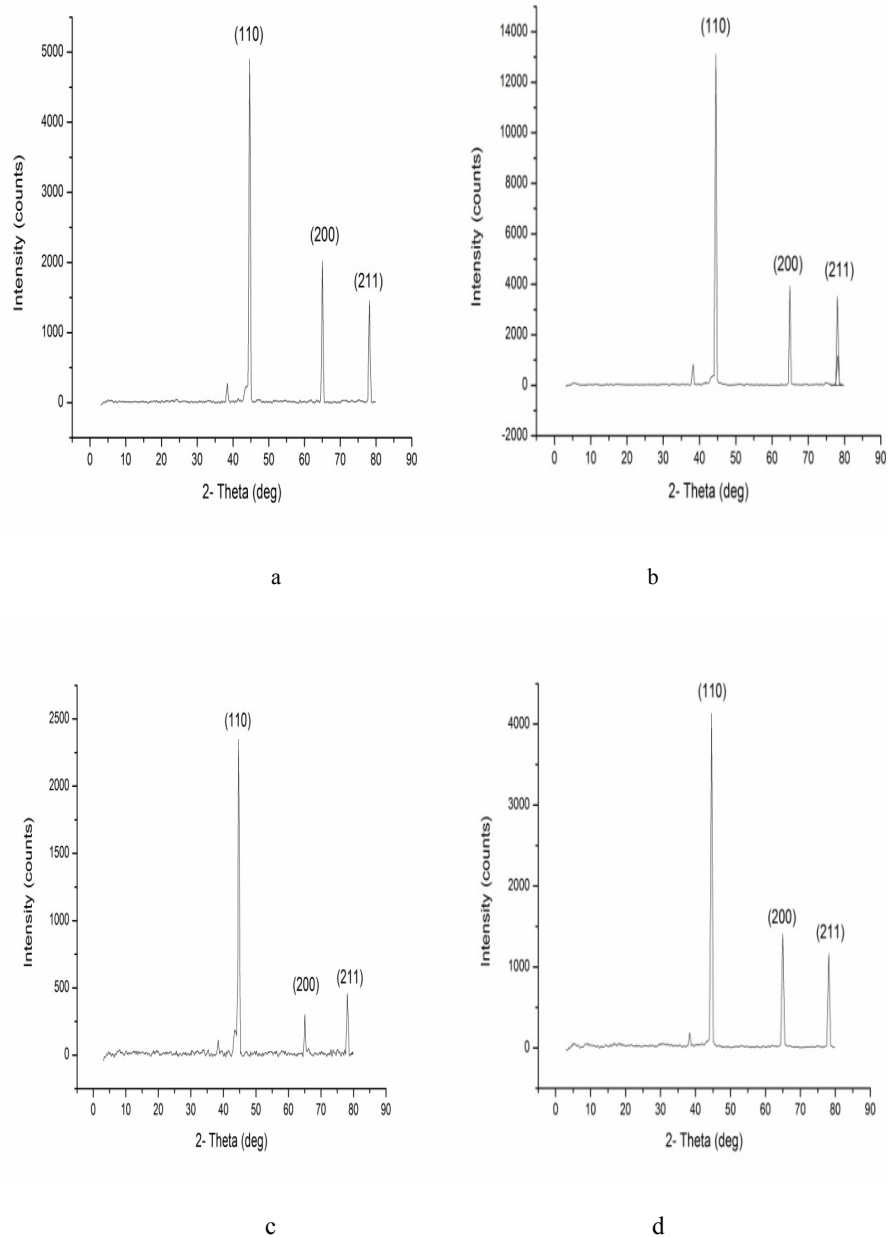 (110)
(200)
(211)
5000
4000
3000
2000
1000
0
Intensity (counts)
0 10 20 30 40 50 60 70 80 90
2- Theta (deg)
a
(110)
(200)
(211)
14000
12000
10000
8000
6000
4000
2000
0
-2000
Intensity (counts)
0 10 20 30 40 50 60 70 80 90
2- Theta (deg)
b
(110)
(200)
(211)
2500
2000
1500
1000
500
0
Intensity (counts)
0 10 20 30 40 50 60 70 80 90
2- Theta (deg)
c
(110)
(200)
(211)
4000
3000
2000
1000
0
Intensity (counts)
0 10 20 30 40 50 60 70 80 90
2- Theta (deg)
d